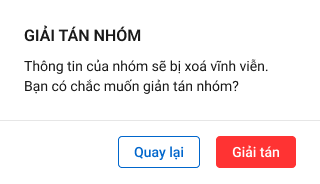 GIẢI TÁN NHÓM
Thông tin của nhóm sẽ bị xoá vĩnh viễn.
Bạn có chắc muốn giản tán nhóm?
Quay lại
Giải tán